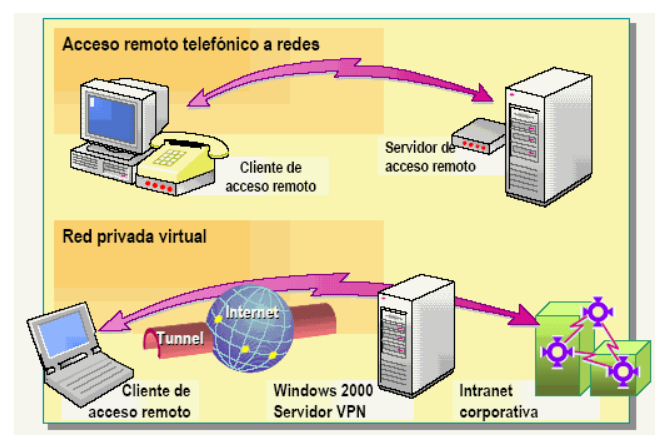 Acceso remoto telefónico a redes
Cliente de
acceso remoto
Servidor de
acceso remoto
Red privada virtual
Internet
Tunnel
Cliente de
acceso remoto
Windows 2000
Servidor VPN
Intranet
corporativa